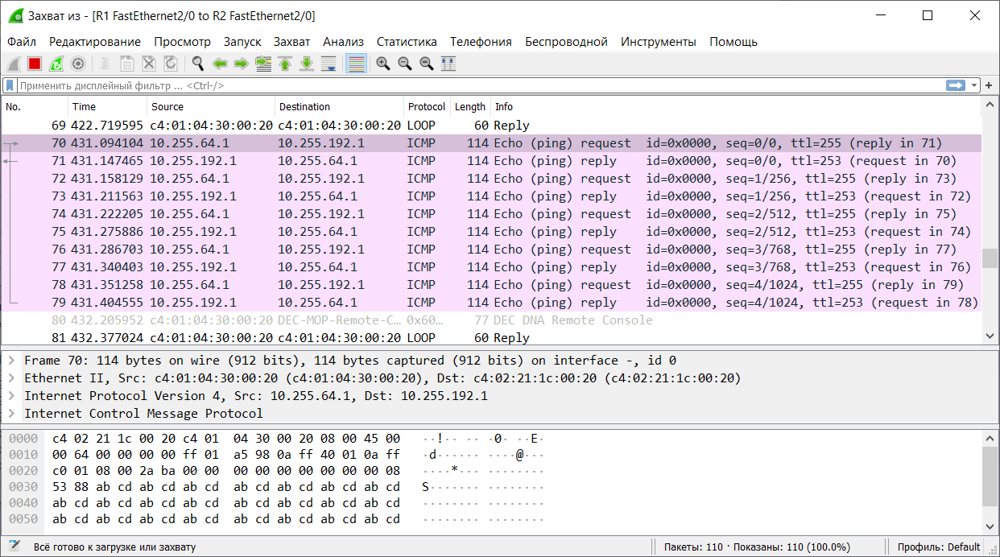 Захват из - [R1 FastEthernet2/0 to R2 FastEthernet2/0]
Файл Редактирование Просмотр Запуск Захват Анализ Статистика Телефония Беспроводной Инструменты Помощь
Применить дисплейный фильтр ... <Ctrl-/>
No. Time Source Destination Protocol Length Info
69 422.719595 c4:01:04:30:00:20 c4:01:04:30:00:20 LOOP 60 Reply
70 431.094104 10.255.64.1 10.255.192.1 ICMP 114 Echo (ping) request id=0x0000, seq=0/0, ttl=255 (reply in 71)
71 431.147465 10.255.192.1 10.255.64.1 ICMP 114 Echo (ping) reply id=0x0000, seq=0/0, ttl=253 (request in 70)
72 431.158129 10.255.64.1 10.255.192.1 ICMP 114 Echo (ping) request id=0x0000, seq=1/256, ttl=255 (reply in 73)
73 431.211563 10.255.192.1 10.255.64.1 ICMP 114 Echo (ping) reply id=0x0000, seq=1/256, ttl=253 (request in 72)
74 431.222205 10.255.64.1 10.255.192.1 ICMP 114 Echo (ping) request id=0x0000, seq=2/512, ttl=255 (reply in 75)
75 431.275886 10.255.192.1 10.255.64.1 ICMP 114 Echo (ping) reply id=0x0000, seq=2/512, ttl=253 (request in 74)
76 431.286703 10.255.64.1 10.255.192.1 ICMP 114 Echo (ping) request id=0x0000, seq=3/768, ttl=255 (reply in 77)
77 431.340403 10.255.192.1 10.255.64.1 ICMP 114 Echo (ping) reply id=0x0000, seq=3/768, ttl=253 (request in 76)
78 431.351258 10.255.64.1 10.255.192.1 ICMP 114 Echo (ping) request id=0x0000, seq=4/1024, ttl=255 (reply in 79)
79 431.404555 10.255.192.1 10.255.64.1 ICMP 114 Echo (ping) reply id=0x0000, seq=4/1024, ttl=253 (request in 78)
80 432.205952 c4:01:04:30:00:20 DEC-MOP-Remote-C… 0x60… 77 DEC DNA Remote Console
81 432.377024 c4:01:04:30:00:20 c4:01:04:30:00:20 LOOP 60 Reply
Frame 70: 114 bytes on wire (912 bits), 114 bytes captured (912 bits) on interface -, id 0
Ethernet II, Src: c4:01:04:30:00:20 (c4:01:04:30:00:20), Dst: c4:02:21:1c:00:20 (c4:02:21:1c:00:20)
Internet Protocol Version 4, Src: 10.255.64.1, Dst: 10.255.192.1
Internet Control Message Protocol
0000 c4 02 21 1c 00 20 c4 01 04 30 00 20 08 00 45 00 ··!·· ·· ·0· ··E·
0010 00 64 00 00 00 00 ff 01 a5 98 0a ff 40 01 0a ff ·d······ ····@···
0020 c0 01 08 00 2a ba 00 00 00 00 00 00 00 00 00 08 ····*··· ········
0030 53 88 ab cd ab cd ab cd ab cd ab cd ab cd ab cd S······· ········
0040 ab cd ab cd ab cd ab cd ab cd ab cd ab cd ab cd ········ ········
0050 ab cd ab cd ab cd ab cd ab cd ab cd ab cd ab cd ········ ········
Всё готово к загрузке или захвату Пакеты: 110 · Показаны: 110 (100.0%) Профиль: Default